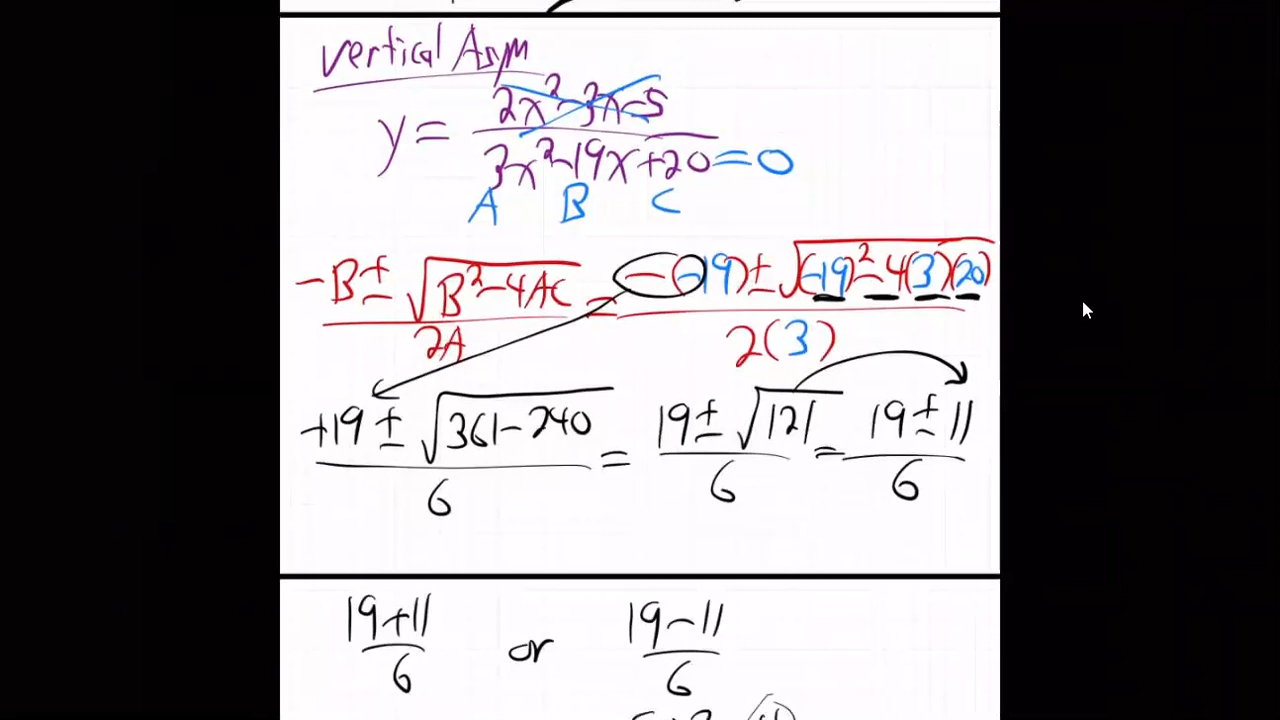 vertical Asym
y = 2x²-3x-5 / 3x²-19x+20 = 0
A B C
-B ± √B²-4AC / 2A = -(-19) ± √(-19)²-4(3)(20) / 2(3)
+19 ± √361-240 / 6 = 19 ± √121 / 6 = 19 ± 11 / 6
19+11 / 6 or 19-11 / 6